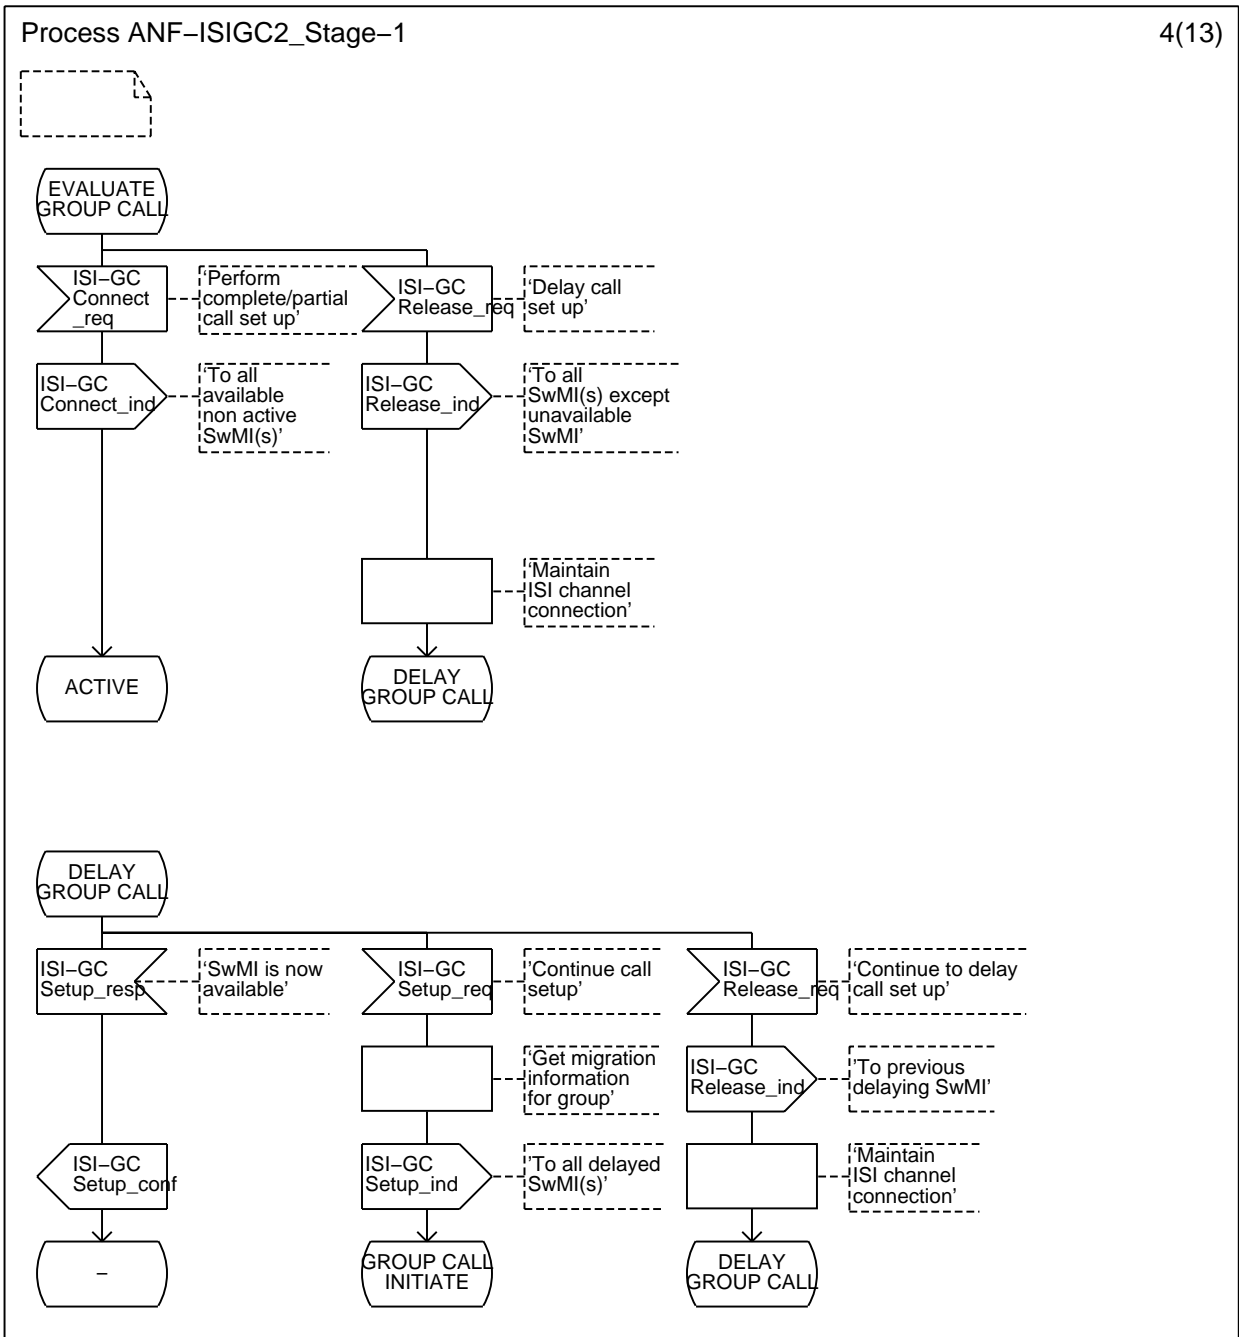 Process ANF−ISIGC2_Stage−1
4(13)
EVALUATE
GROUP CALL
ISI−GC
Connect
_req
‘Perform
complete/partial
call set up’
ISI−GC
Release_req
‘Delay call
set up’
ISI−GC
Connect_ind
‘To all
available
non active
SwMI(s)’
ISI−GC
Release_ind
‘To all
SwMI(s) except
unavailable
SwMI’
‘Maintain
ISI channel
connection’
ACTIVE
DELAY
GROUP CALL
DELAY
GROUP CALL
ISI−GC
Setup_resp
‘SwMI is now
available’
ISI−GC
Setup_req
‘Continue call
setup’
ISI−GC
Release_req
‘Continue to delay
call set up’
‘Get migration
information
for group’
ISI−GC
Release_ind
’To previous
delaying SwMI’
ISI−GC
Setup_conf
ISI−GC
Setup_ind
’To all delayed
SwMI(s)’
‘Maintain
ISI channel
connection’
−
GROUP CALL
INITIATE
DELAY
GROUP CALL